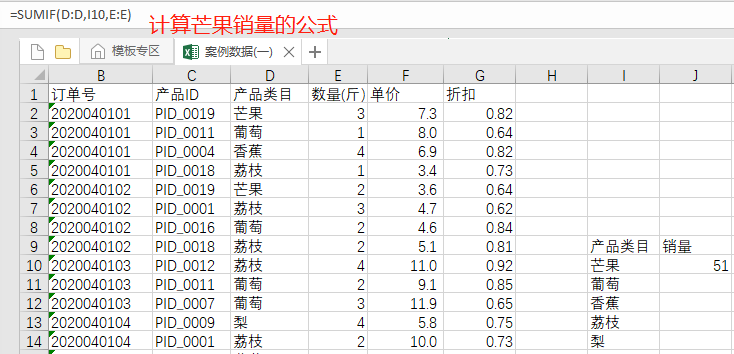 =SUMIF(D:D,I10,E:E)
计算芒果销量的公式
模板专区 案例数据(一)
B C D E F G H I J
1 订单号 产品ID 产品类目 数量(斤) 单价 折扣
2 2020040101 PID_0019 芒果 3 7.3 0.82
3 2020040101 PID_0011 葡萄 1 8.0 0.64
4 2020040101 PID_0004 香蕉 4 6.9 0.82
5 2020040101 PID_0018 荔枝 1 3.4 0.73
6 2020040102 PID_0019 芒果 2 3.6 0.64
7 2020040102 PID_0001 荔枝 3 4.7 0.62
8 2020040102 PID_0016 葡萄 2 4.6 0.84
9 2020040102 PID_0018 荔枝 2 5.1 0.81 产品类目 销量
10 2020040103 PID_0012 荔枝 4 11.0 0.92 芒果 51
11 2020040103 PID_0011 葡萄 2 9.1 0.85 葡萄
12 2020040103 PID_0007 葡萄 3 11.9 0.65 香蕉
13 2020040104 PID_0009 梨 4 5.8 0.75 荔枝
14 2020040104 PID_0001 荔枝 2 10.0 0.73 梨